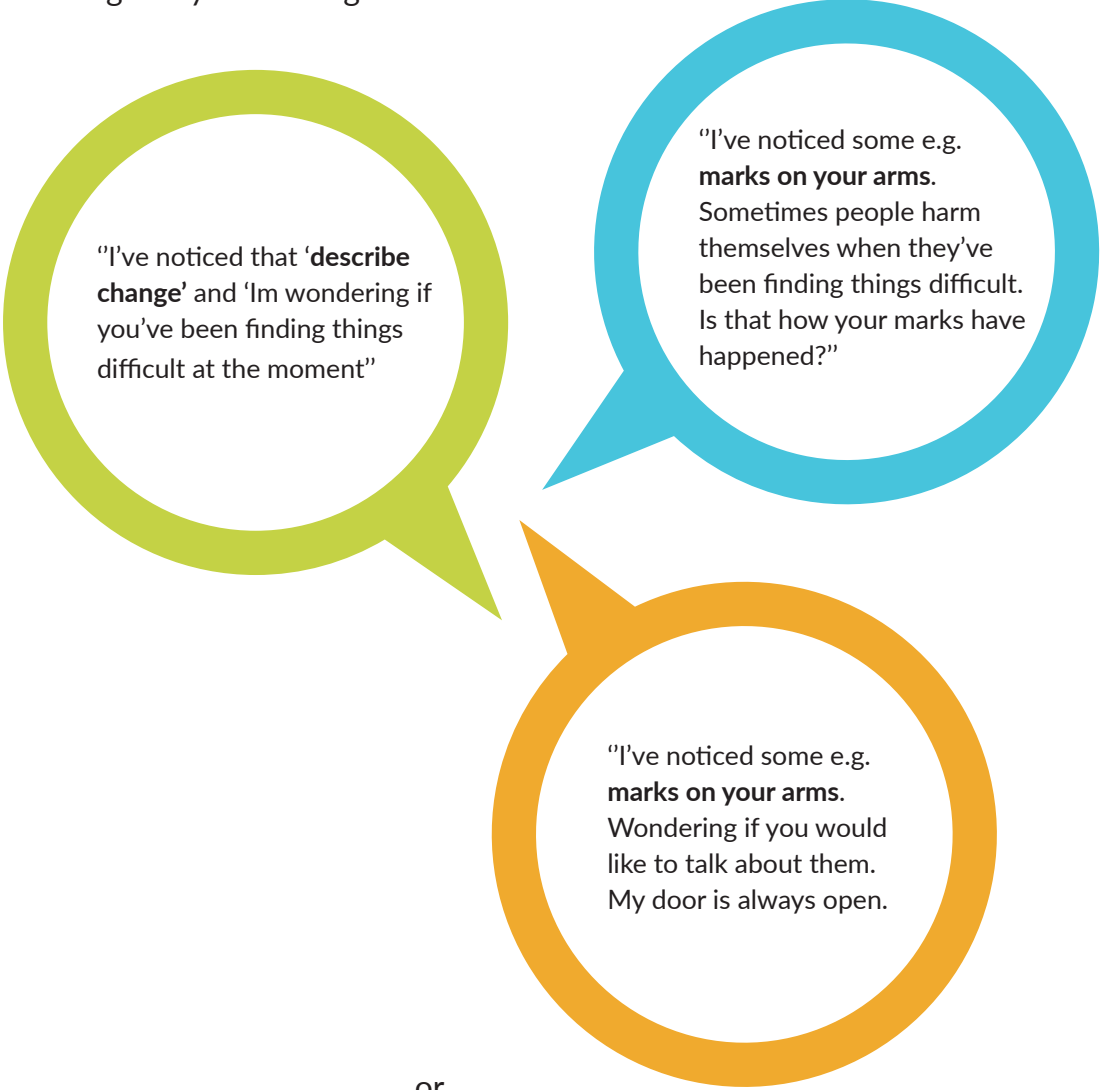 ‘’I’ve noticed that ‘describe
change’ and ‘Im wondering if
you’ve been finding things
difficult at the moment’’
‘’I’ve noticed some e.g.
marks on your arms.
Sometimes people harm
themselves when they’ve
been finding things difficult.
Is that how your marks have
happened?’’
‘’I’ve noticed some e.g.
marks on your arms.
Wondering if you would
like to talk about them.
My door is always open.
or